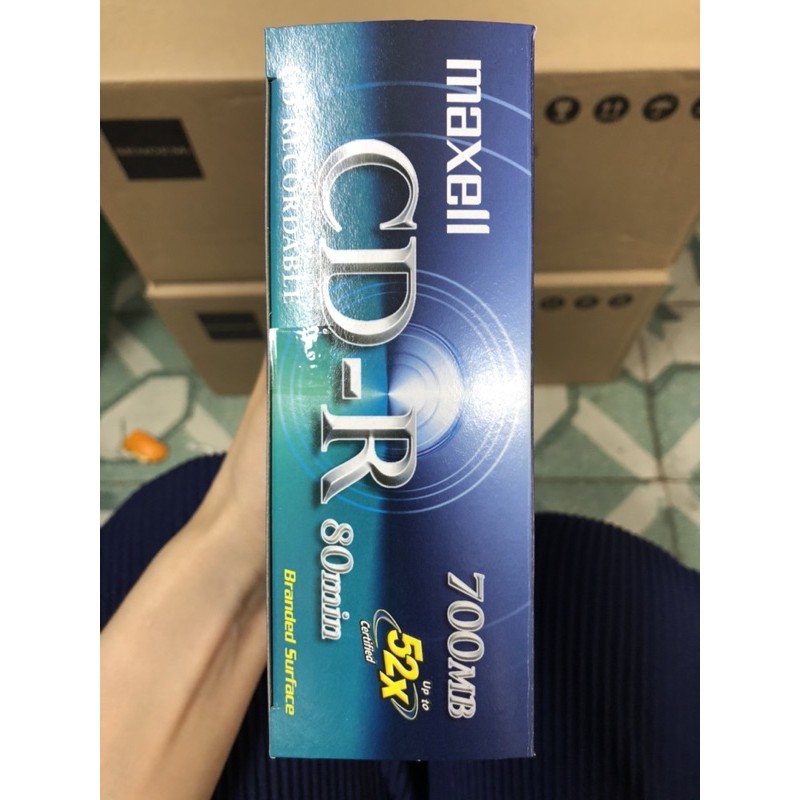 maxell
700MB
CD-R 80min
Up to
52x
Certified
CD RECORDABLE
Branded Surface